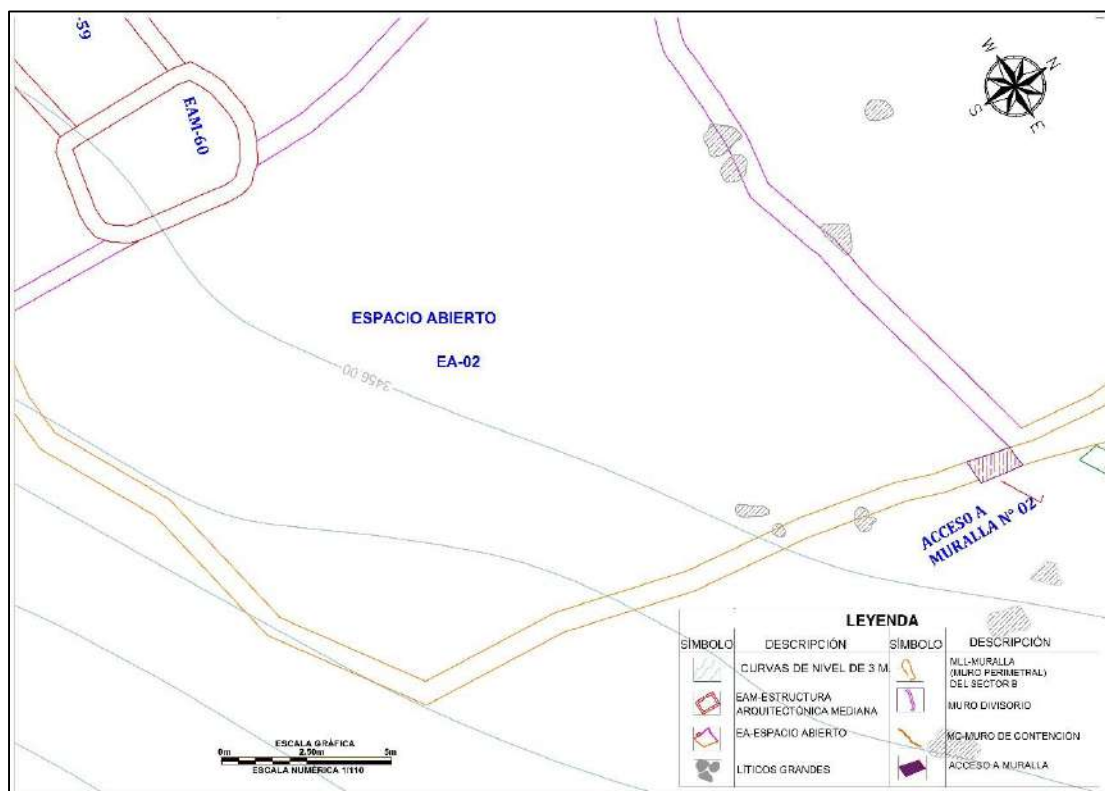 -59
EAM-60
W
N
S
E
ESPACIO ABIERTO
EA-02
3456.00
ACCESO A
MURALLA N° 02
LEYENDA
SÍMBOLO DESCRIPCIÓN SÍMBOLO DESCRIPCIÓN
CURVAS DE NIVEL DE 3 M.
MLL-MURALLA
(MURO PERIMETRAL)
DEL SECTOR B
EAM-ESTRUCTURA
ARQUITECTÓNICA MEDIANA
MURO DIVISORIO
EA-ESPACIO ABIERTO
MC-MURO DE CONTENCIÓN
LÍTICOS GRANDES
ACCESO A MURALLA
ESCALA GRÁFICA
0m 2.50m 5m
ESCALA NUMÉRICA 1/110